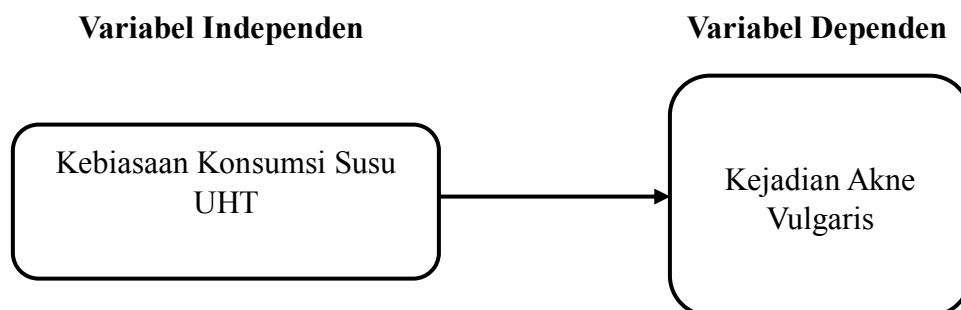 Variabel Independen
Variabel Dependen
Kebiasaan Konsumsi Susu
UHT
Kejadian Akne
Vulgaris